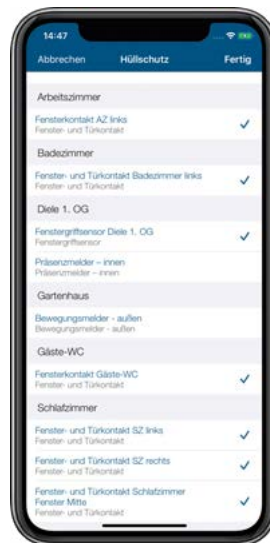 14:47
Abbrechen Hüllschutz Fertig
Arbeitszimmer
Fensterkontakt AZ links
Fenster- und Türkontakt
Badezimmer
Fenster- und Türkontakt Badezimmer links
Fenster- und Türkontakt
Diele 1. OG
Fenstergriffsensor Diele 1. OG
Fenstergriffsensor
Präsenzmelder – innen
Präsenzmelder – innen
Gartenhaus
Bewegungsmelder - außen
Bewegungsmelder - außen
Gäste-WC
Fensterkontakt Gäste-WC
Fenster- und Türkontakt
Schlafzimmer
Fenster- und Türkontakt SZ links
Fenster- und Türkontakt
Fenster- und Türkontakt SZ rechts
Fenster- und Türkontakt
Fenster- und Türkontakt Schlafzimmer
Fenster Mitte
Fenster- und Türkontakt